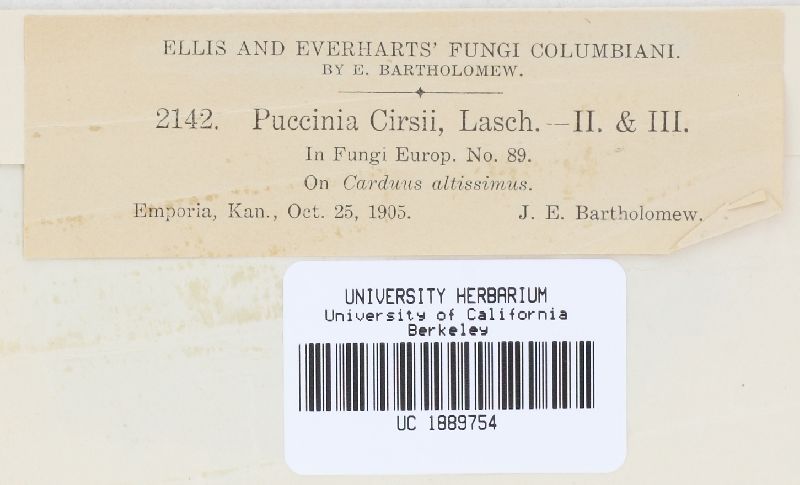 ELLIS AND EVERHARTS' FUNGI COLUMBIANI.
BY E. BARTHOLOMEW.
2142. Puccinia Cirsii, Lasch.—II. & III.
In Fungi Europ. No. 89.
On Carduus altissimus.
Emporia, Kan., Oct. 25, 1905. J. E. Bartholomew.
UNIVERSITY HERBARIUM
University of California
Berkeley
UC 1889754